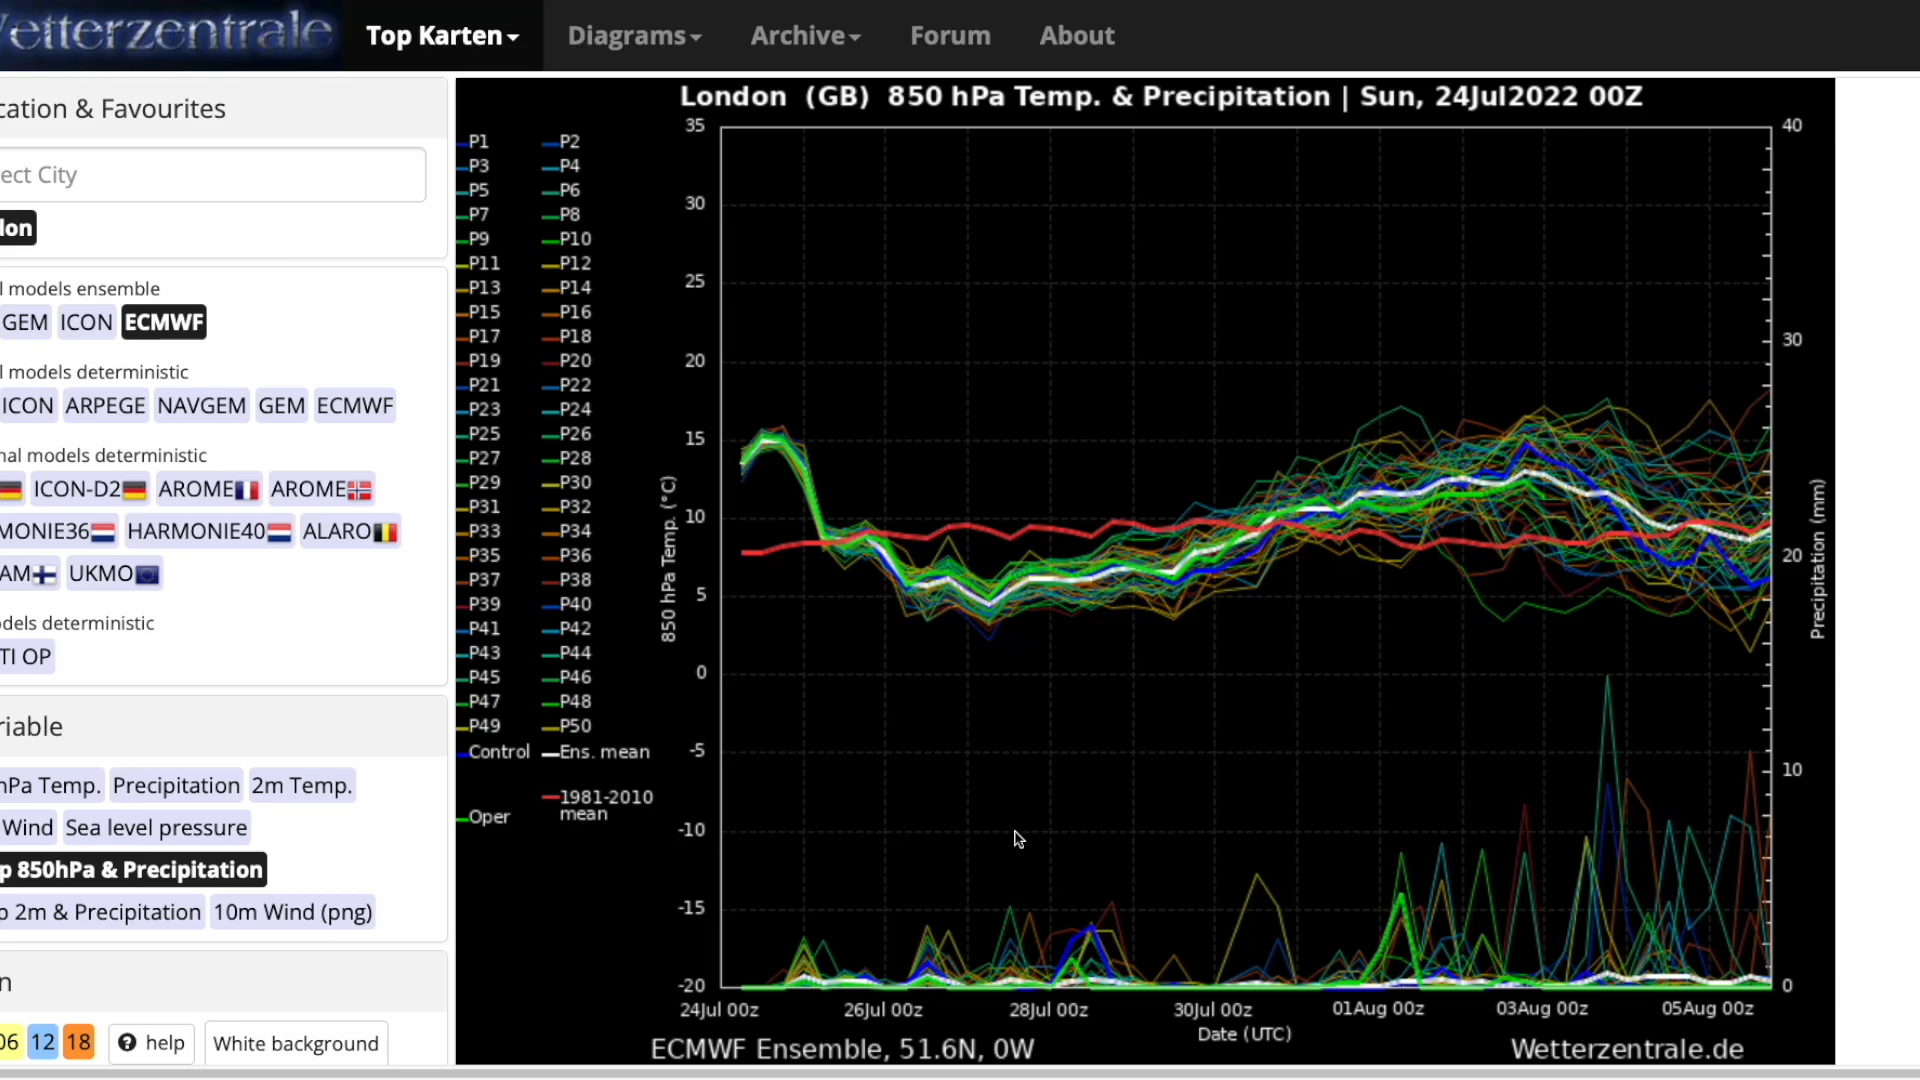 Wetterzentrale
Top Karten
Diagrams
Archive
Forum
About
cation & Favourites
ect City
don
l models ensemble
GEM ICON ECMWF
l models deterministic
ICON ARPEGE NAVGEM GEM ECMWF
nal models deterministic
ICON-D2 AROME AROME
MONIE36 HARMONIE40 ALARO
AM UKMO
odels deterministic
TI OP
riable
hPa Temp. Precipitation 2m Temp.
Wind Sea level pressure
p 850hPa & Precipitation
p 2m & Precipitation 10m Wind (png)
n
06 12 18 help White background
London (GB) 850 hPa Temp. & Precipitation | Sun, 24Jul2022 00Z
P1 P2
P3 P4
P5 P6
P7 P8
P9 P10
P11 P12
P13 P14
P15 P16
P17 P18
P19 P20
P21 P22
P23 P24
P25 P26
P27 P28
P29 P30
P31 P32
P33 P34
P35 P36
P37 P38
P39 P40
P41 P42
P43 P44
P45 P46
P47 P48
P49 P50
Control Ens. mean
1981-2010
mean
Oper
850 hPa Temp. (°C)
35
30
25
20
15
10
5
0
-5
-10
-15
-20
40
30
20
10
0
Precipitation (mm)
24Jul 00z 26Jul 00z 28Jul 00z 30Jul 00z 01Aug 00z 03Aug 00z 05Aug 00z
Date (UTC)
ECMWF Ensemble, 51.6N, 0W
Wetterzentrale.de